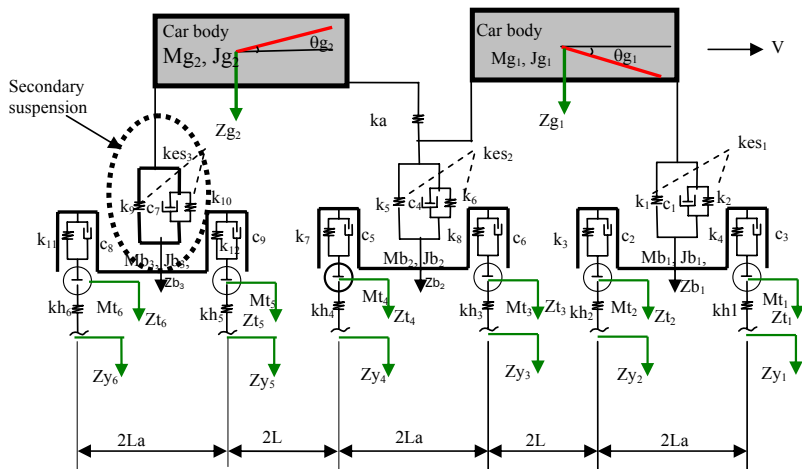 Car body
Mg₂, Jg₂
θg₂
Car body
Mg₁, Jg₁
θg₁
V
Secondary
suspension
Zg₂
ka
Zg₁
kes₃
kes₂
kes₁
k₉
c₇
k₁₀
k₅
c₄
k₆
k₁
c₁
k₂
k₁₁
c₈
k₁₂
c₉
k₇
c₅
k₈
c₆
k₃
c₂
k₄
c₃
Mb₃, Jb₃,
Mb₂, Jb₂
Mb₁, Jb₁,
Zb₃
Zb₂
Zb₁
Mt₆
Mt₅
Mt₄
Mt₃
Mt₂
Mt₁
kh₆
Zt₆
kh₅
Zt₅
kh₄
Zt₄
kh₃
Zt₃
kh₂
Zt₂
kh1
Zt₁
Zy₆
Zy₅
Zy₄
Zy₃
Zy₂
Zy₁
2La
2L
2La
2L
2La